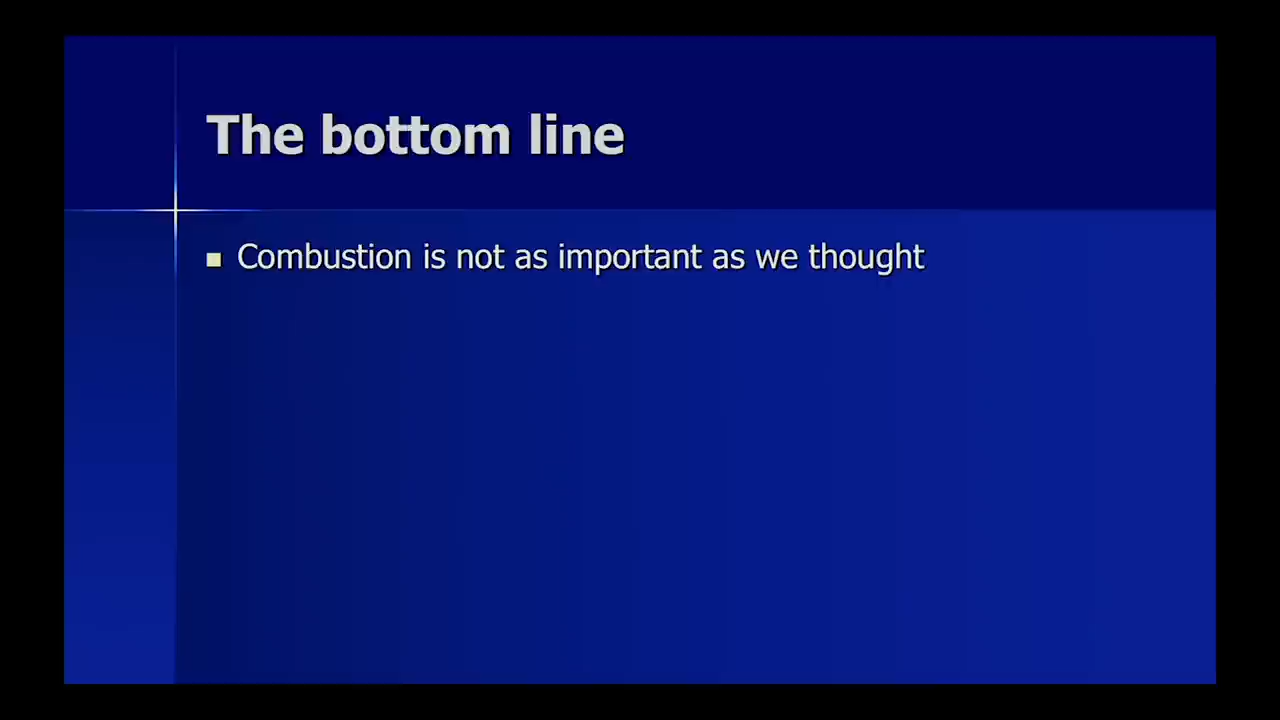 The bottom line
Combustion is not as important as we thought